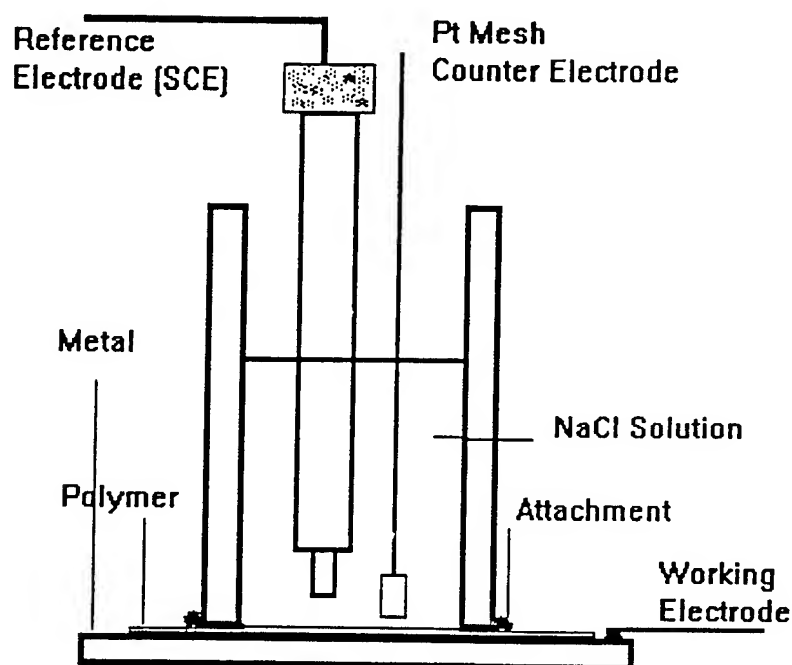 Reference
Electrode (SCE)
Pt Mesh
Counter Electrode
Metal
NaCl Solution
Polymer
Attachment
Working
Electrode